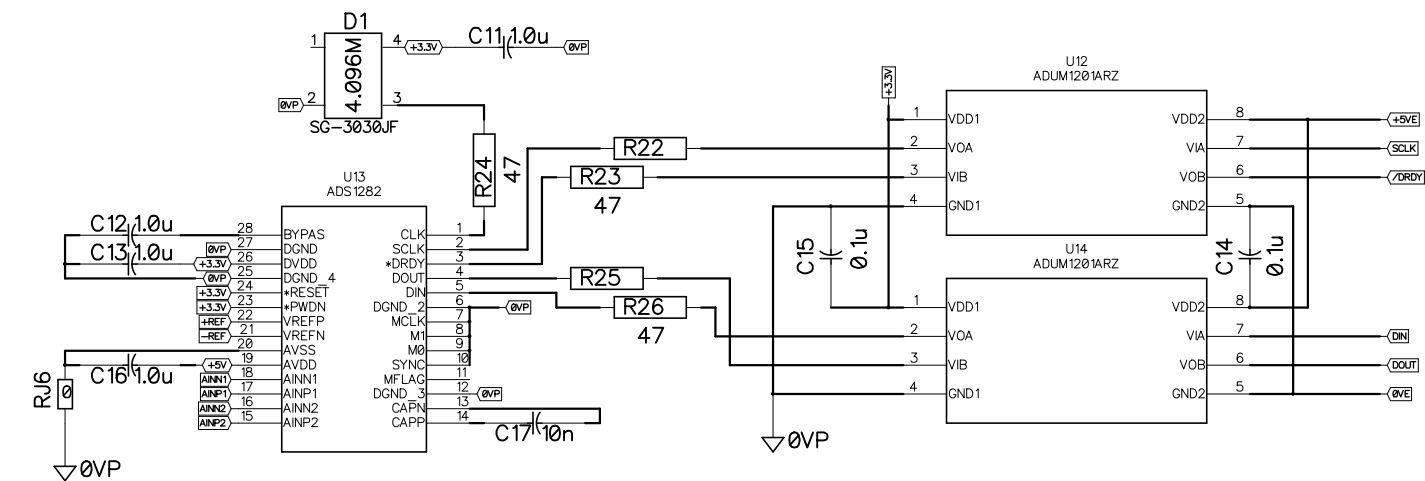 D1
1
4
+3.3V
C11
1.0u
0VP
4.096M
0VP
2
3
SG-3030JF
R24
47
U12
ADUM1201ARZ
+3.3V
1
VDD1
VDD2
8
+5VE
R22
2
VOA
VIA
7
SCLK
R23
3
VIB
VOB
6
/DRDY
47
4
GND1
GND2
5
C15
0.1u
C14
0.1u
U14
ADUM1201ARZ
1
VDD1
VDD2
8
2
VOA
VIA
7
DIN
3
VIB
VOB
6
DOUT
4
GND1
GND2
5
0VE
0VP
U13
ADS1282
C12
1.0u
28
BYPAS
CLK
1
0VP
27
DGND
SCLK
2
C13
1.0u
+3.3V
26
DVDD
*DRDY
3
0VP
25
DGND_4
DOUT
4
R25
+3.3V
24
*RESET
DIN
5
R26
47
+3.3V
23
*PWDN
DGND_2
6
0VP
+REF
22
VREFP
MCLK
7
-REF
21
VREFN
M1
8
20
AVSS
M0
9
C16
1.0u
+5V
19
AVDD
SYNC
10
AINN1
18
AINN1
MFLAG
11
AINP1
17
AINP1
DGND_3
12
0VP
AINN2
16
AINN2
CAPN
13
AINP2
15
AINP2
CAPP
14
C17
10n
RJ6
0
0VP